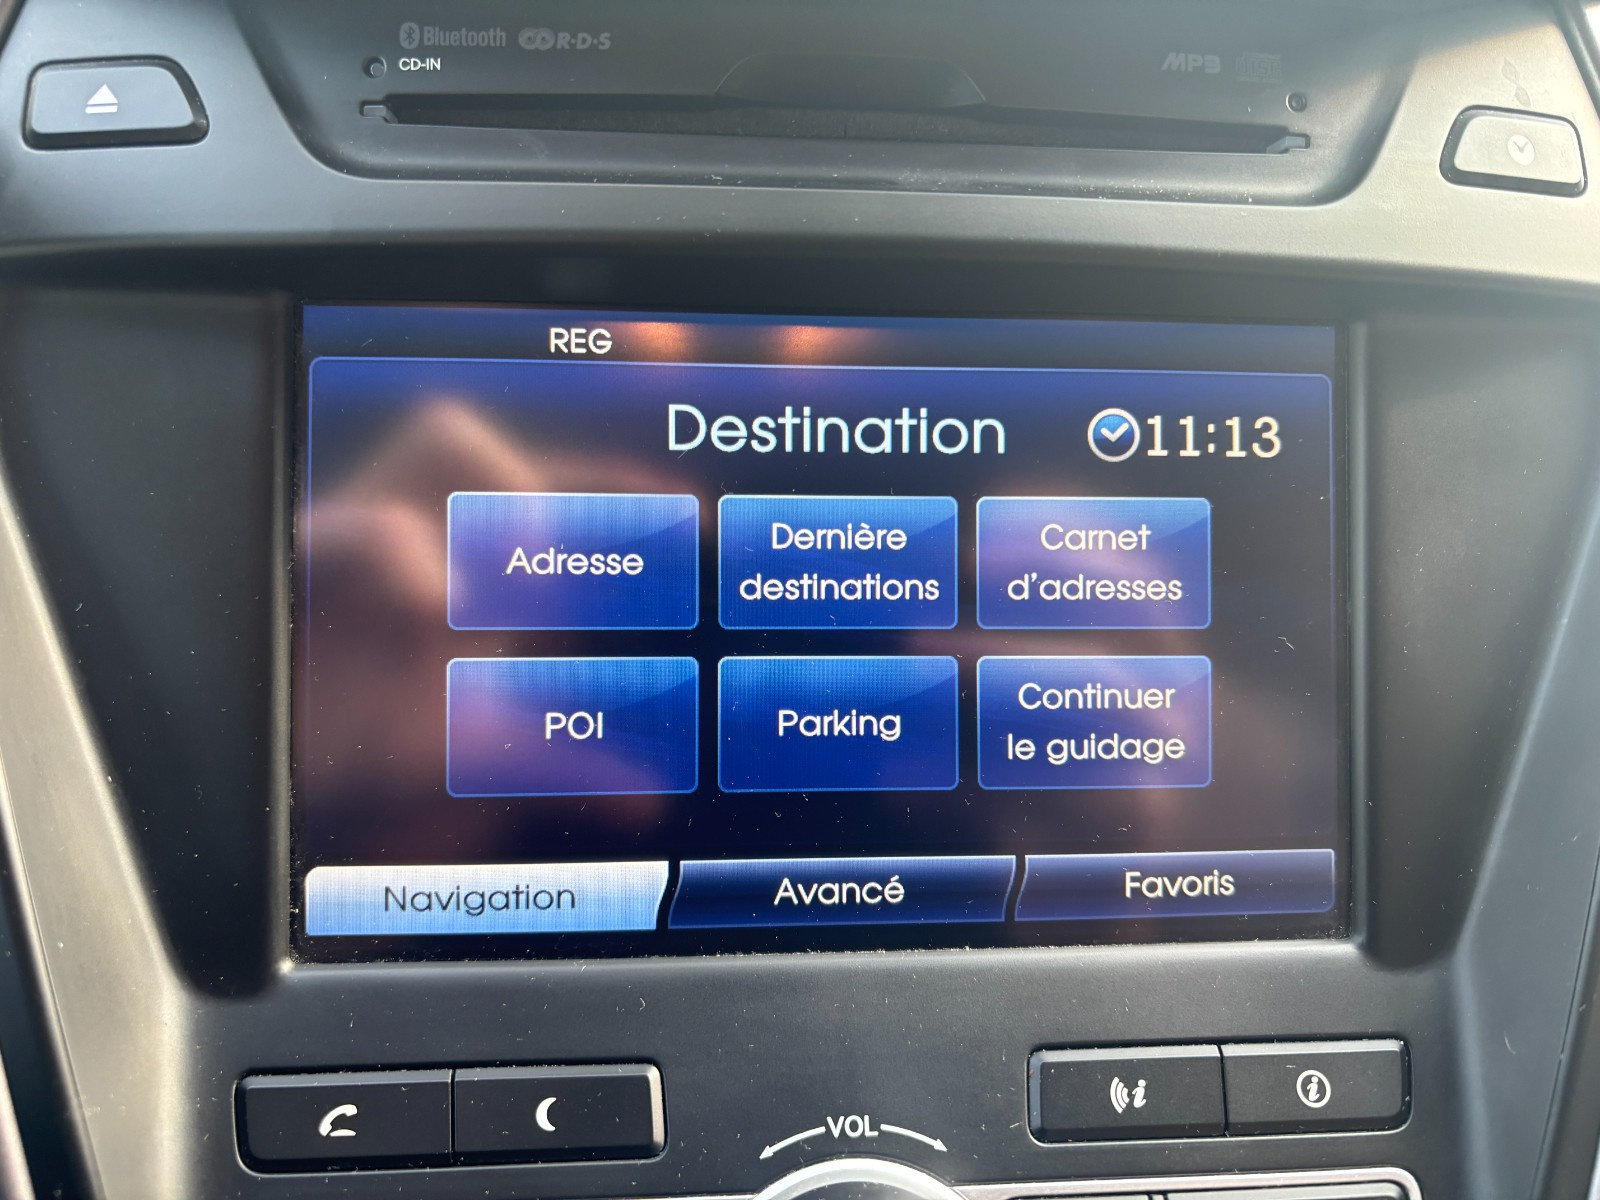 Bluetooth R·D·S
CD-IN
MP3
REG
Destination 11:13
Adresse
Dernière
destinations
Carnet
d'adresses
POI
Parking
Continuer
le guidage
Navigation
Avancé
Favoris
VOL